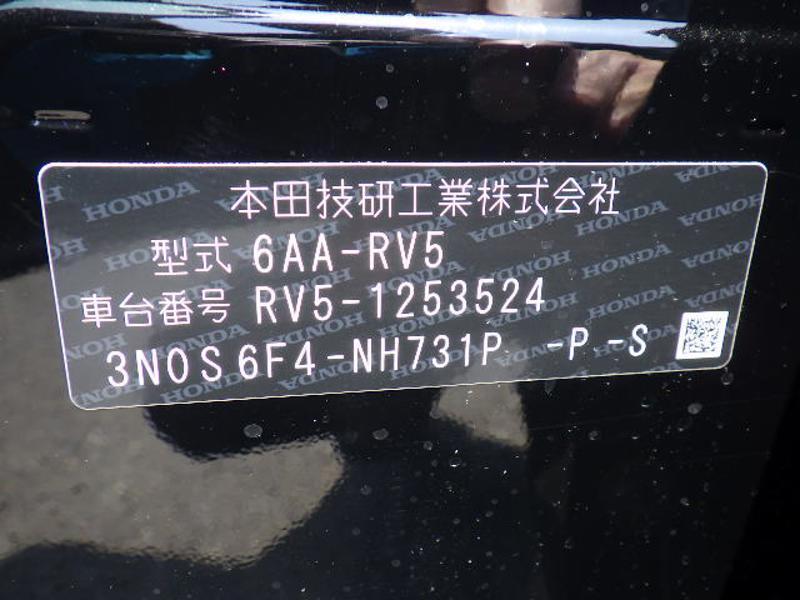 本田技研工業株式会社
型式 6AA-RV5
車台番号 RV5-1253524
3N0S6F4-NH731P -P -S